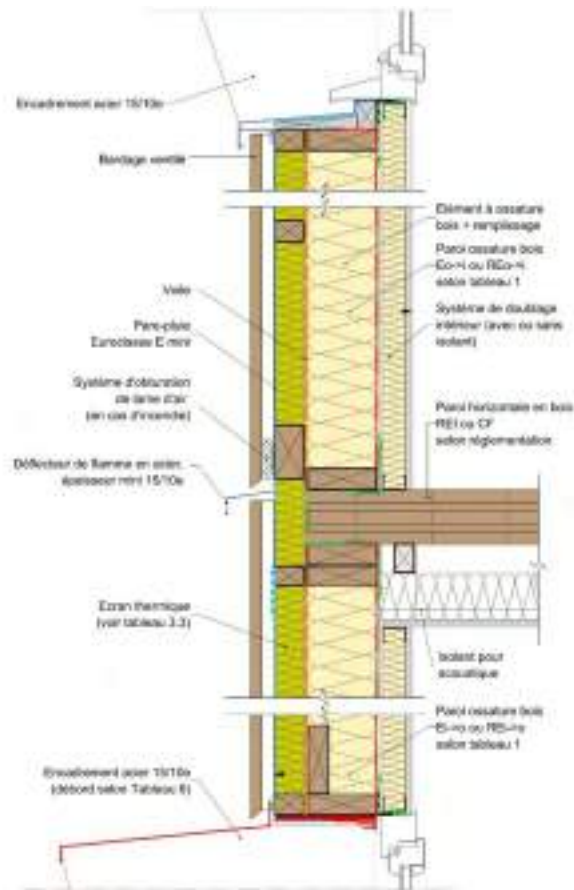 Encadrement acier 15/10e
Bardage ventilé
Voile
Pare-pluie
Euroclasse E mini
Système d'obturation
de lame d'air
(en cas d'incendie)
Déflecteur de flamme en acier,
épaisseur mini 15/10e
Ecran thermique
(voir tableau 3.3)
Encadrement acier 15/10e
(débord selon Tableau 6)
Elément à ossature
bois + remplissage
Paroi ossature bois
Eo->i ou REo->i
selon tableau 1
Système de doublage
intérieur (avec ou sans
isolant)
Paroi horizontale en bois
REI ou CF
selon réglementation
Isolant pour
acoustique
Paroi ossature bois
Ei->o ou REi->o
selon tableau 1